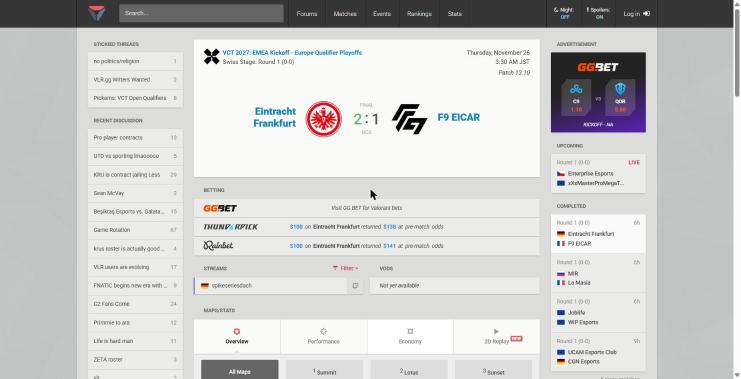 Search...
Forums
Matches
Events
Rankings
Stats
Night:
OFF
Spoilers:
ON
Log in
STICKIED THREADS
no politics/religion 1
VLR.gg Writers Wanted 2
Pickems: VCT Open Qualifiers 8
RECENT DISCUSSION
Pro player contracts 13
UTD vs sporting lmaooooo 5
KRU is contract jailing Less 29
Sean McVay 2
Beşiktaş Esports vs. Galata... 15
Game Rotation 67
krus roster is actually good ... 4
VLR users are evolving 17
FNATIC begins new era with ... 9
G2 Fans Come 24
Primmie to ara 12
Life is hard man 11
ZETA roster 3
VCT 2027: EMEA Kickoff - Europe Qualifier Playoffs
Swiss Stage: Round 1 (0-0)
Thursday, November 26
3:30 AM JST
Patch 13.10
Eintracht
Frankfurt
FINAL
2 : 1
BO3
F9 EICAR
BETTING
GGBET
Visit GG.BET for Valorant bets
THUNDERPICK
$100 on Eintracht Frankfurt returned $138 at pre-match odds
Rainbet
$100 on Eintracht Frankfurt returned $141 at pre-match odds
STREAMS
Filter
VODS
spikeseriesdach
Not yet available
MAPS/STATS
Overview
Performance
Economy
2D Replay NEW
All Maps
1 Summit
2 Lotus
3 Sunset
ADVERTISEMENT
GGBET
C9
VS
QOR
KICKOFF - NA
UPCOMING
Round 1 (0-0) LIVE
Enterprise Esports
xXxMasterProMegaT...
COMPLETED
Round 1 (0-0) 6h
Eintracht Frankfurt
F9 EICAR
Round 1 (0-0) 6h
MIR
La Masia
Round 1 (0-0) 6h
Joblife
WIP Esports
Round 1 (0-0) 9h
UCAM Esports Club
CGN Esports